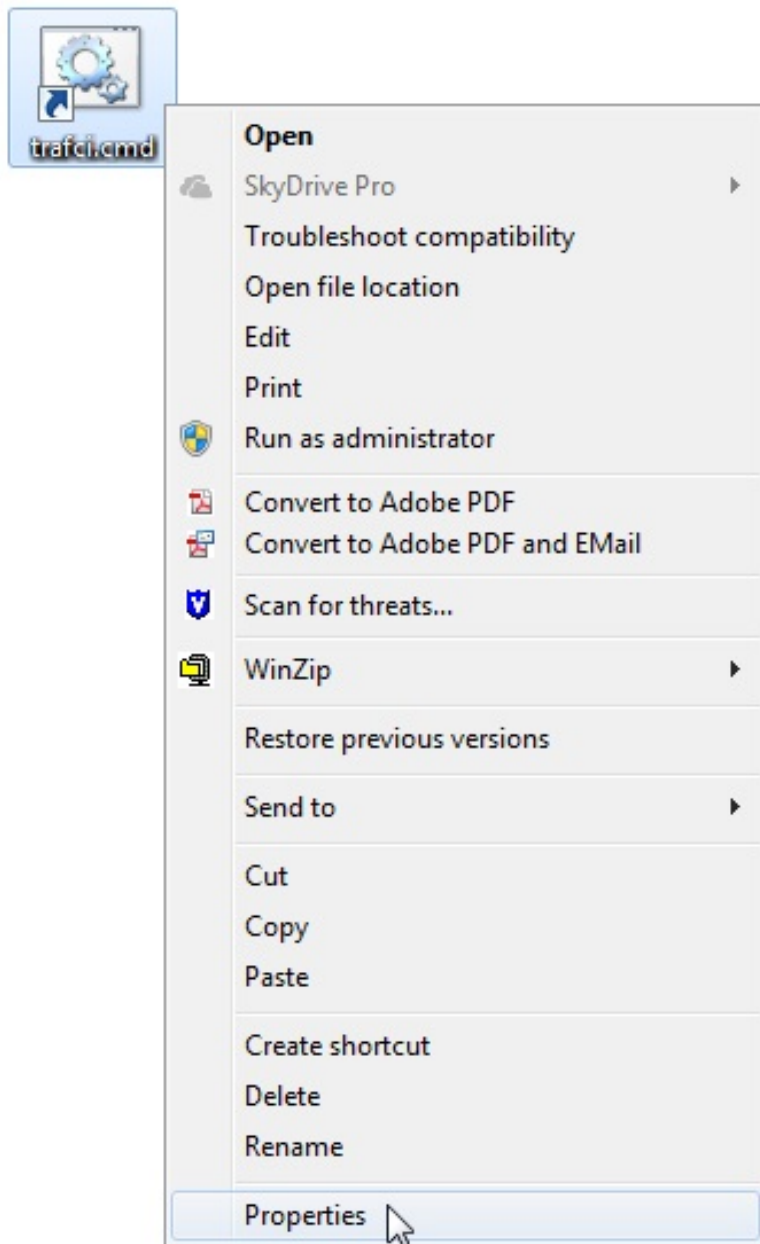 trafci.cmd
Open
SkyDrive Pro
Troubleshoot compatibility
Open file location
Edit
Print
Run as administrator
Convert to Adobe PDF
Convert to Adobe PDF and EMail
Scan for threats...
WinZip
Restore previous versions
Send to
Cut
Copy
Paste
Create shortcut
Delete
Rename
Properties